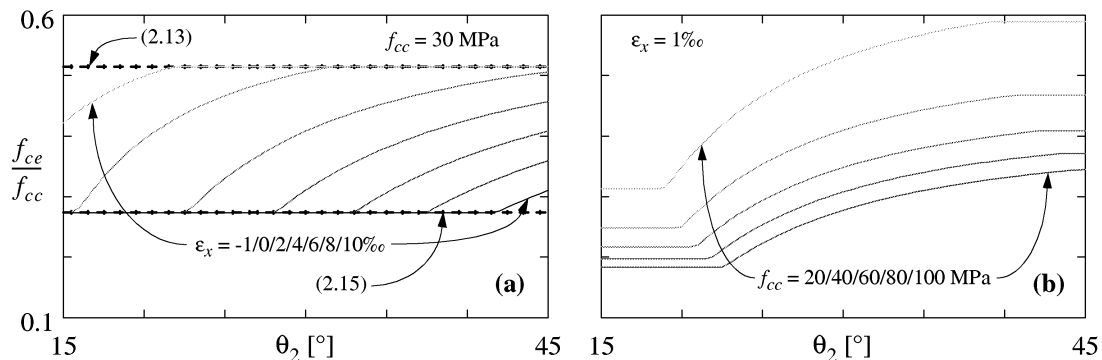 0.6
(2.13)
f_cc = 30 MPa
ε_x = 1‰
f_ce
f_cc
ε_x = -1/0/2/4/6/8/10‰
(2.15)
(a)
f_cc = 20/40/60/80/100 MPa
(b)
0.1
15
θ_2 [°]
45
15
θ_2 [°]
45